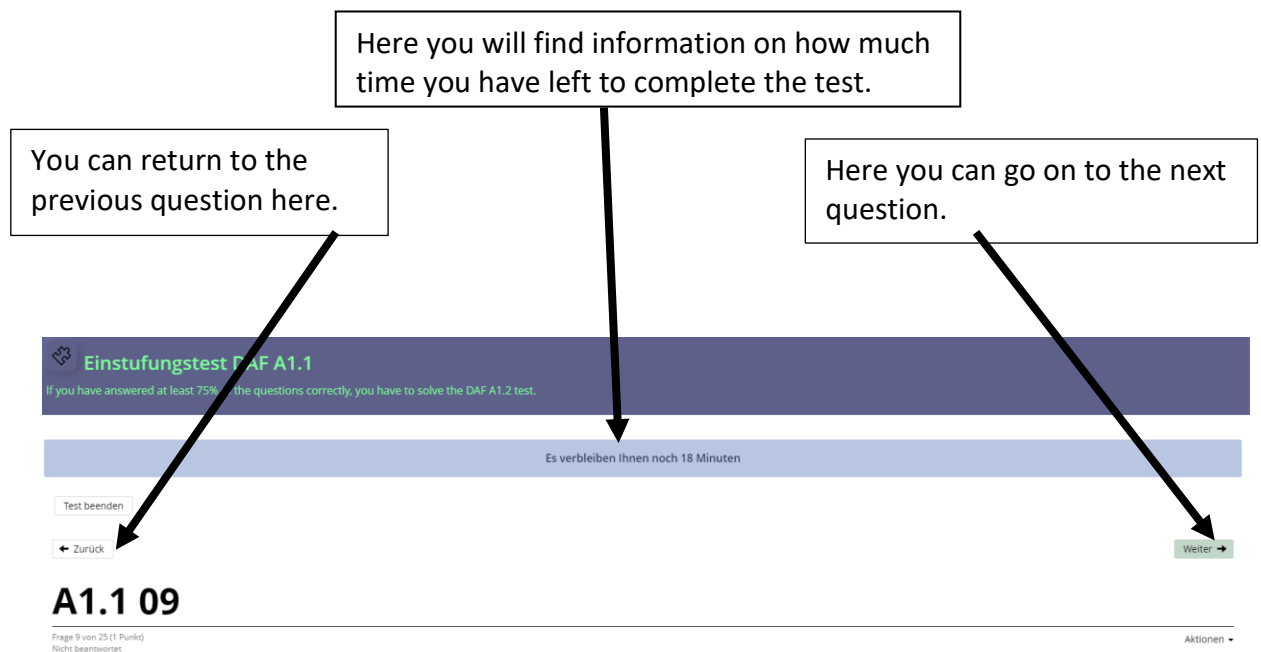 Here you will find information on how much
time you have left to complete the test.
You can return to the
previous question here.
Here you can go on to the next
question.
Einstufungstest DAF A1.1
If you have answered at least 75% the questions correctly, you have to solve the DAF A1.2 test.
Es verbleiben Ihnen noch 18 Minuten
Test beenden
← Zurück
Weiter →
A1.1 09
Frage 9 von 25 (1 Punkt)
Nicht beantwortet
Aktionen